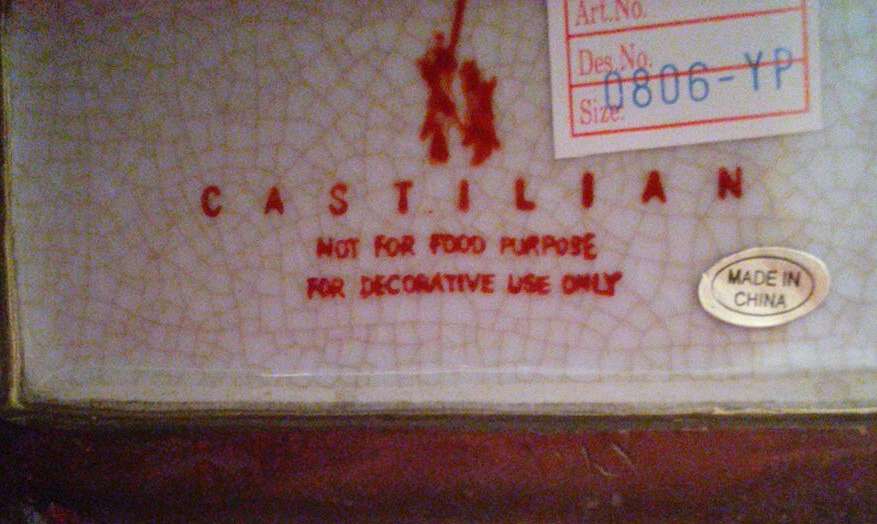 Art.No.
Des.No.
0806-YP
Size.
CASTILIAN
NOT FOR FOOD PURPOSE
FOR DECORATIVE USE ONLY
MADE IN
CHINA